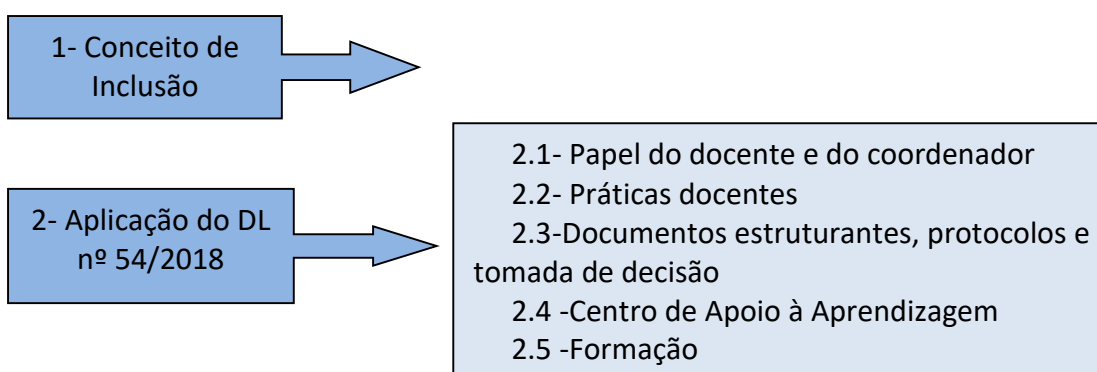 1- Conceito de
Inclusão
2- Aplicação do DL
nº 54/2018
2.1- Papel do docente e do coordenador
2.2- Práticas docentes
2.3-Documentos estruturantes, protocolos e
tomada de decisão
2.4 -Centro de Apoio à Aprendizagem
2.5 -Formação